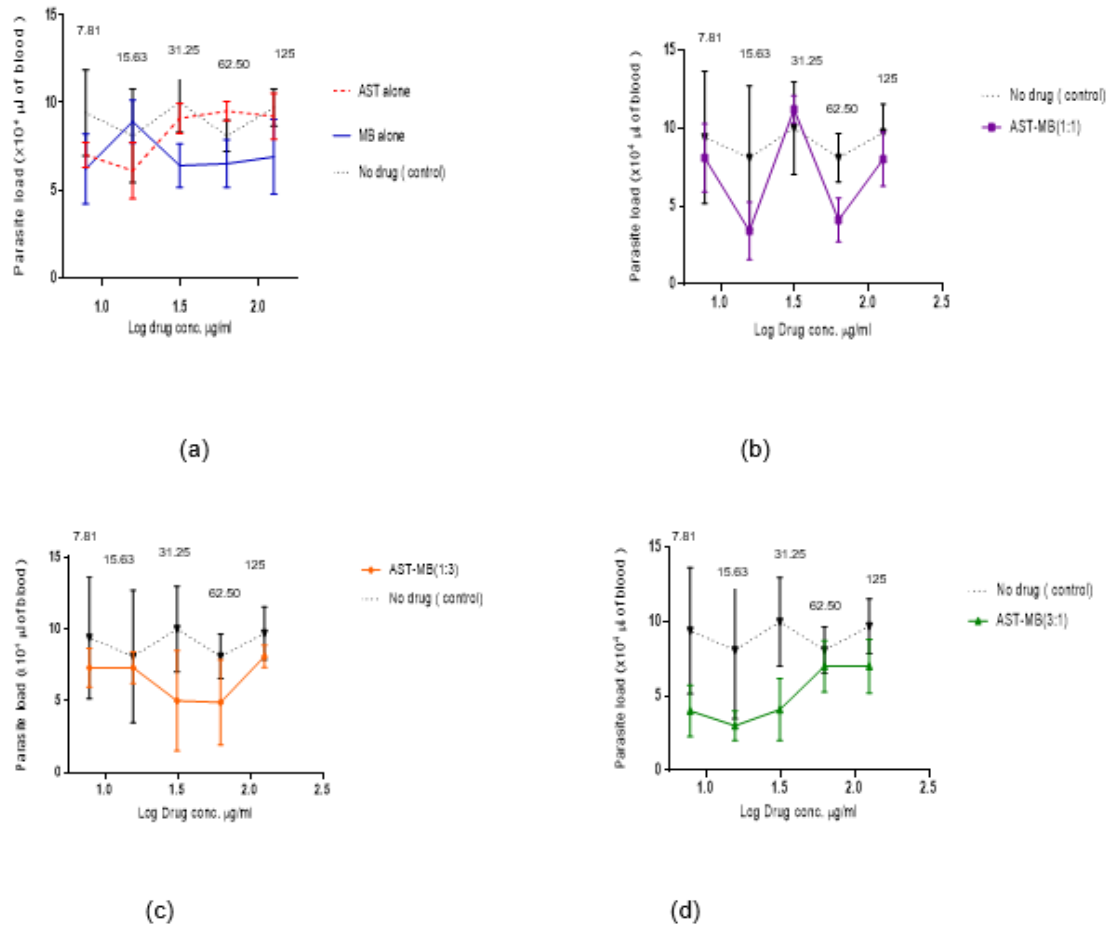 15
7.81
31.25
125
15.63
62.50
10
5
0
Parasite load (x10⁴ µl of blood )
1.0
1.5
2.0
Log drug conc. µg/ml
AST alone
MB alone
No drug ( control)
(a)
15
7.81
15.63
31.25
125
62.50
10
5
0
Parasite load (x10⁴ µl of blood )
1.0
1.5
2.0
2.5
Log Drug conc. µg/ml
No drug ( control)
AST-MB(1:1)
(b)
7.81
15
15.63
31.25
125
62.50
10
5
0
Parasite load (x10⁴ µl of blood )
1.0
1.5
2.0
2.5
Log Drug conc. µg/ml
AST-MB(1:3)
No drug ( control)
(c)
7.81
15
15.63
31.25
125
62.50
10
5
0
Parasite load (x10⁴ µl of blood )
1.0
1.5
2.0
2.5
Log Drug conc. µg/ml
No drug ( control)
AST-MB(3:1)
(d)